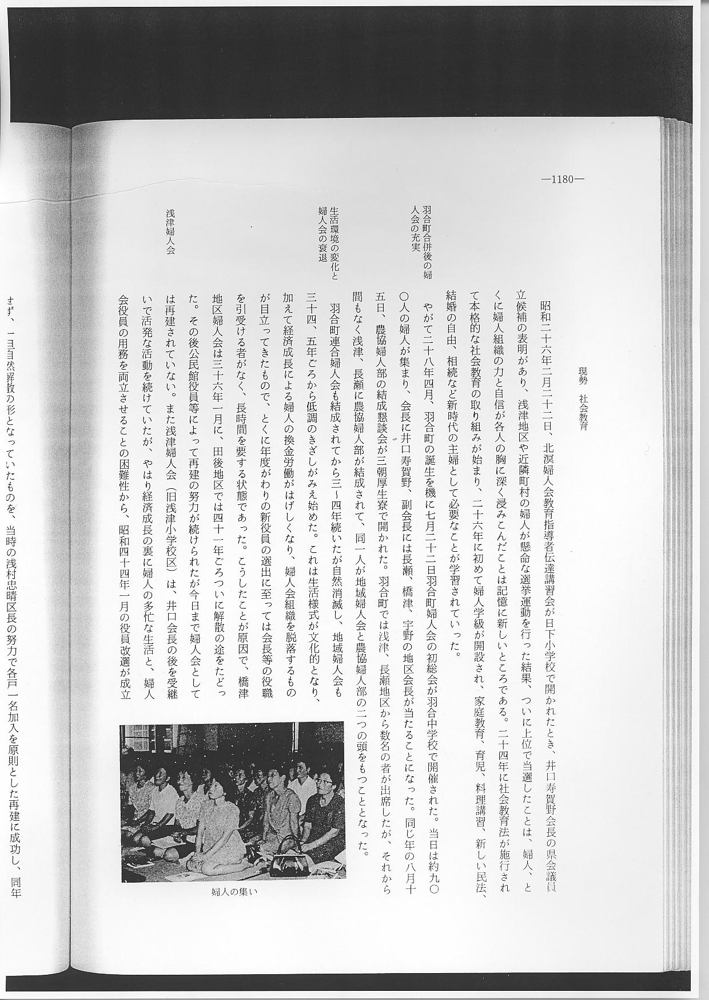 ―1180―
現勢　社会教育
昭和二十六年二月二十二日、北溟婦人会教育指導者伝達講習会が日下小学校で開かれたとき、井口寿賀野会長の県会議員
立候補の表明があり、浅津地区や近隣町村の婦人が懸命な選挙運動を行った結果、ついに上位で当選したことは、婦人、と
くに婦人組織の力と自信が各人の胸に深く浸みこんだことは記憶に新しいところである。二十四年に社会教育法が施行され
て本格的な社会教育の取り組みが始まり、二十六年に初めて婦人学級が開設され、家庭教育、育児、料理講習、新しい民法、
結婚の自由、相続など新時代の主婦として必要なことが学習されていった。
羽合町合併後の婦
人会の充実
やがて二十八年四月、羽合町の誕生を機に七月二十二日羽合町婦人会の初総会が羽合中学校で開催された。当日は約九〇
〇人の婦人が集まり、会長に井口寿賀野、副会長には長瀬、橋津、宇野の地区会長が当たることになった。同じ年の八月十
五日、農協婦人部の結成懇談会が三朝厚生寮で開かれた。羽合町では浅津、長瀬地区から数名の者が出席したが、それから
間もなく浅津、長瀬に農協婦人部が結成されて、同一人が地域婦人会と農協婦人部の二つの頭をもつこととなった。
生活環境の変化と
婦人会の衰退
羽合町連合婦人会も結成されてから三～四年続いたが自然消滅し、地域婦人会も
三十四、五年ごろから低調のきざしがみえ始めた。これは生活様式が文化的となり、
加えて経済成長による婦人の換金労働がはげしくなり、婦人会組織を脱落するもの
が目立ってきたもので、とくに年度がわりの新役員の選出に至っては会長等の役職
を引受ける者がなく、長時間を要する状態であった。こうしたことが原因で、橋津
地区婦人会は三十六年一月に、田後地区では四十一年ごろついに解散の途をたどっ
た。その後公民館役員等によって再建の努力が続けられたが今日まで婦人会として
浅津婦人会
は再建されていない。また浅津婦人会（旧浅津小学校区）は、井口会長の後を受継
いで活発な活動を続けていたが、やはり経済成長の裏に婦人の多忙な生活と、婦人
会役員の用務を両立させることの困難性から、昭和四十四年一月の役員改選が成立
婦人の集い
せず、一旦自然解散の形となっていたものを、当時の浅村忠晴区長の努力で各戸一名加入を原則とした再建に成功し、同年